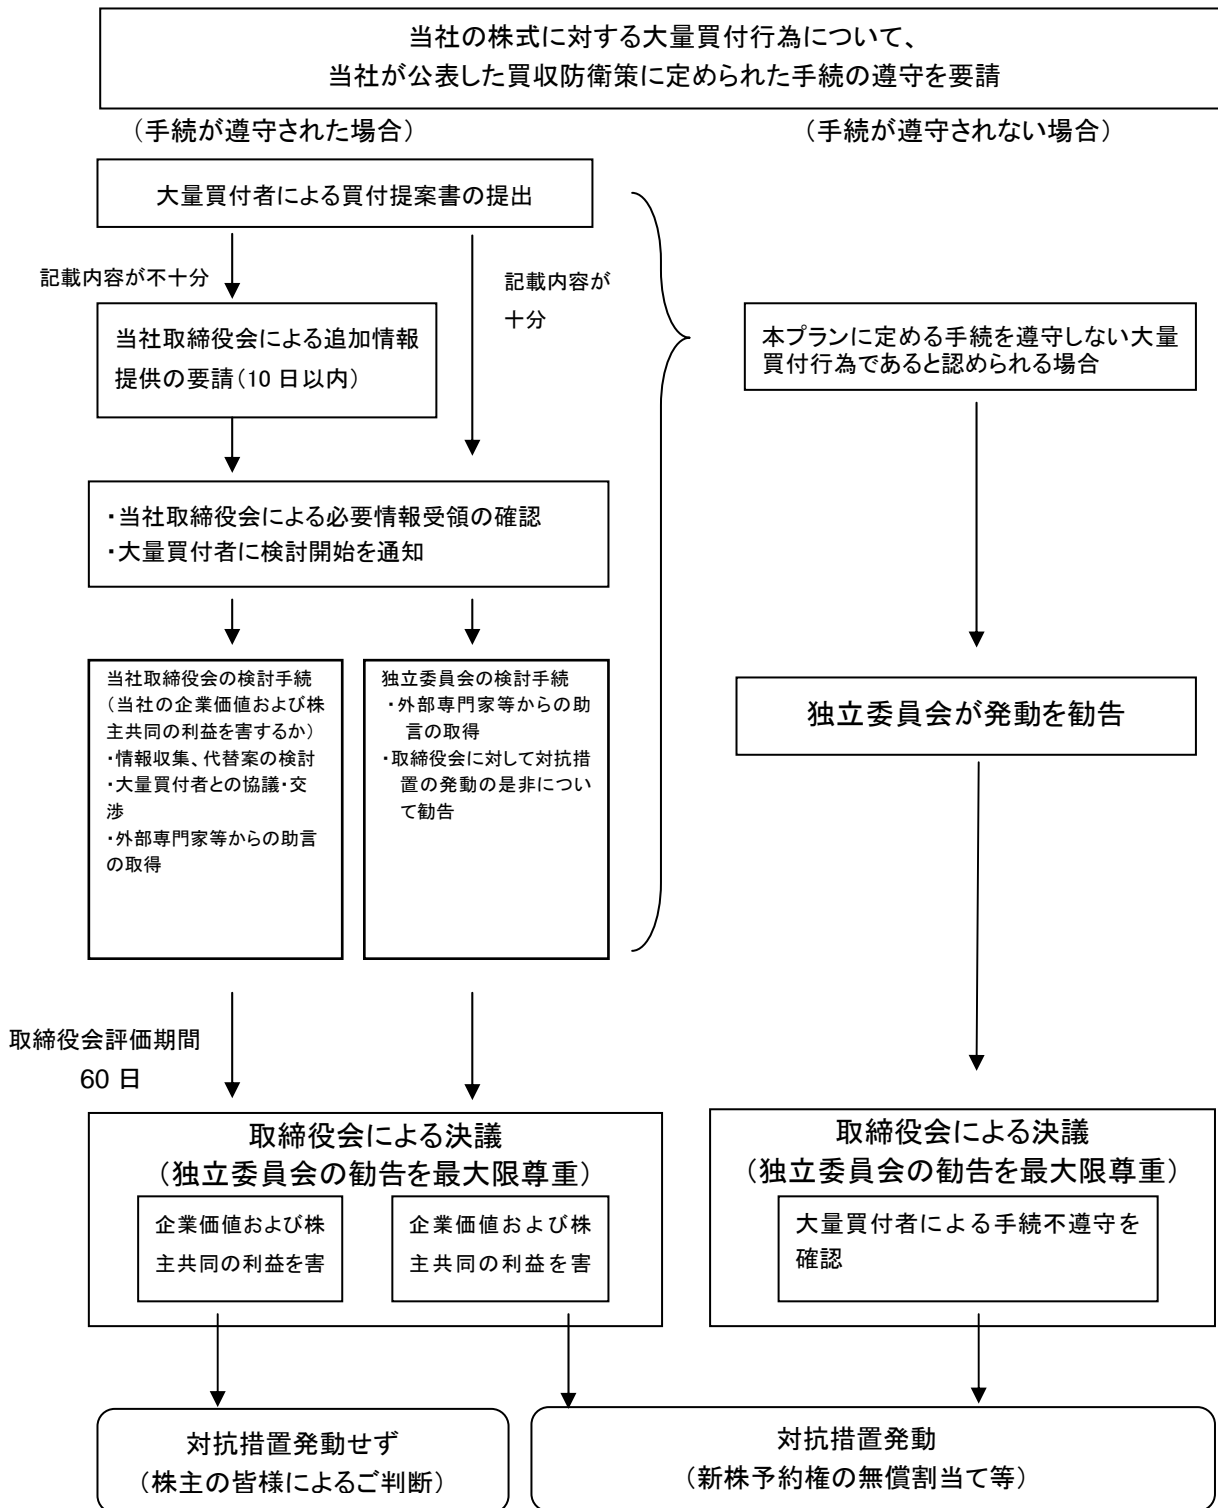 当社の株式に対する大量買付行為について、
当社が公表した買収防衛策に定められた手続の遵守を要請
（手続が遵守された場合）
（手続が遵守されない場合）
大量買付者による買付提案書の提出
記載内容が不十分
記載内容が
十分
当社取締役会による追加情報
提供の要請（10 日以内）
本プランに定める手続を遵守しない大量
買付行為であると認められる場合
・当社取締役会による必要情報受領の確認
・大量買付者に検討開始を通知
当社取締役会の検討手続
（当社の企業価値および株
主共同の利益を害するか）
・情報収集、代替案の検討
・大量買付者との協議・交
渉
・外部専門家等からの助言
の取得
独立委員会の検討手続
・外部専門家等からの助
言の取得
・取締役会に対して対抗措
置の発動の是非につい
て勧告
独立委員会が発動を勧告
取締役会評価期間
60 日
取締役会による決議
（独立委員会の勧告を最大限尊重）
企業価値および株
主共同の利益を害
企業価値および株
主共同の利益を害
取締役会による決議
（独立委員会の勧告を最大限尊重）
大量買付者による手続不遵守を
確認
対抗措置発動せず
（株主の皆様によるご判断）
対抗措置発動
（新株予約権の無償割当て等）